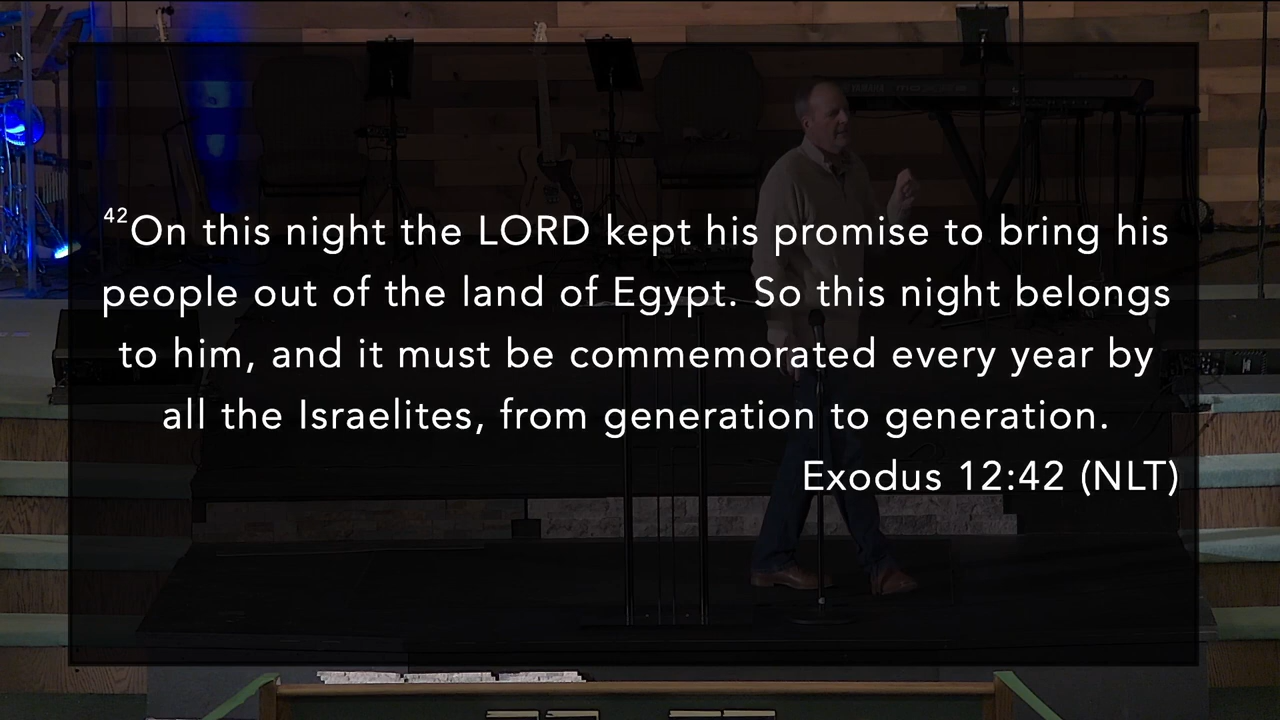 ⁴²On this night the LORD kept his promise to bring his
people out of the land of Egypt. So this night belongs
to him, and it must be commemorated every year by
all the Israelites, from generation to generation.
Exodus 12:42 (NLT)